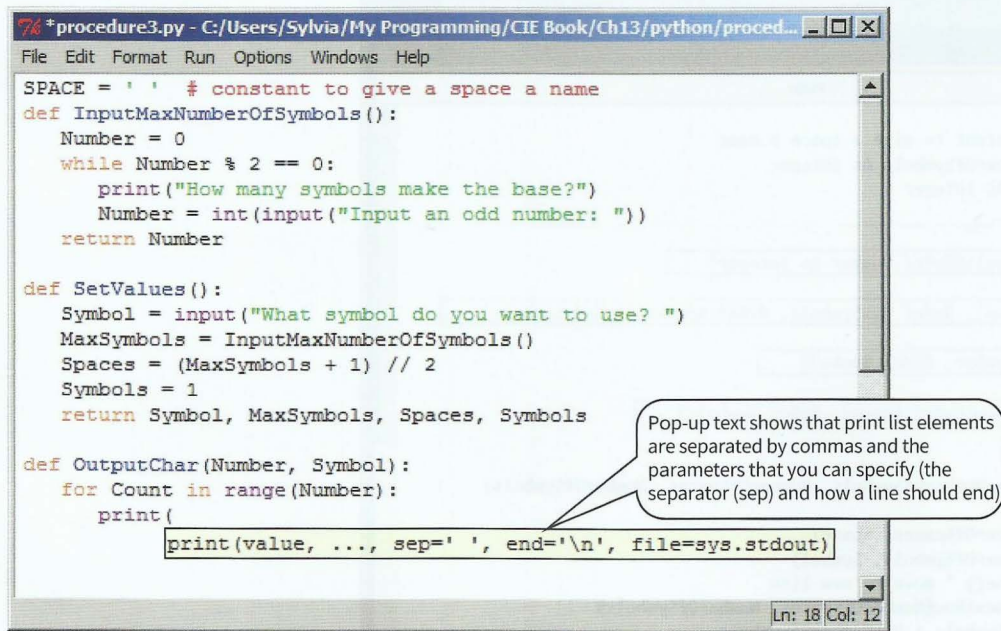 *procedure3.py - C:/Users/Sylvia/My Programming/CIE Book/Ch13/python/proced...
File Edit Format Run Options Windows Help
SPACE = ' ' # constant to give a space a name
def InputMaxNumberOfSymbols():
   Number = 0
   while Number % 2 == 0:
      print("How many symbols make the base?")
      Number = int(input("Input an odd number: "))
   return Number
def SetValues():
   Symbol = input("What symbol do you want to use? ")
   MaxSymbols = InputMaxNumberOfSymbols()
   Spaces = (MaxSymbols + 1) // 2
   Symbols = 1
   return Symbol, MaxSymbols, Spaces, Symbols
def OutputChar(Number, Symbol):
   for Count in range(Number):
      print(
print(value, ..., sep=' ', end='\n', file=sys.stdout)
Pop-up text shows that print list elements
are separated by commas and the
parameters that you can specify (the
separator (sep) and how a line should end)
Ln: 18 Col: 12